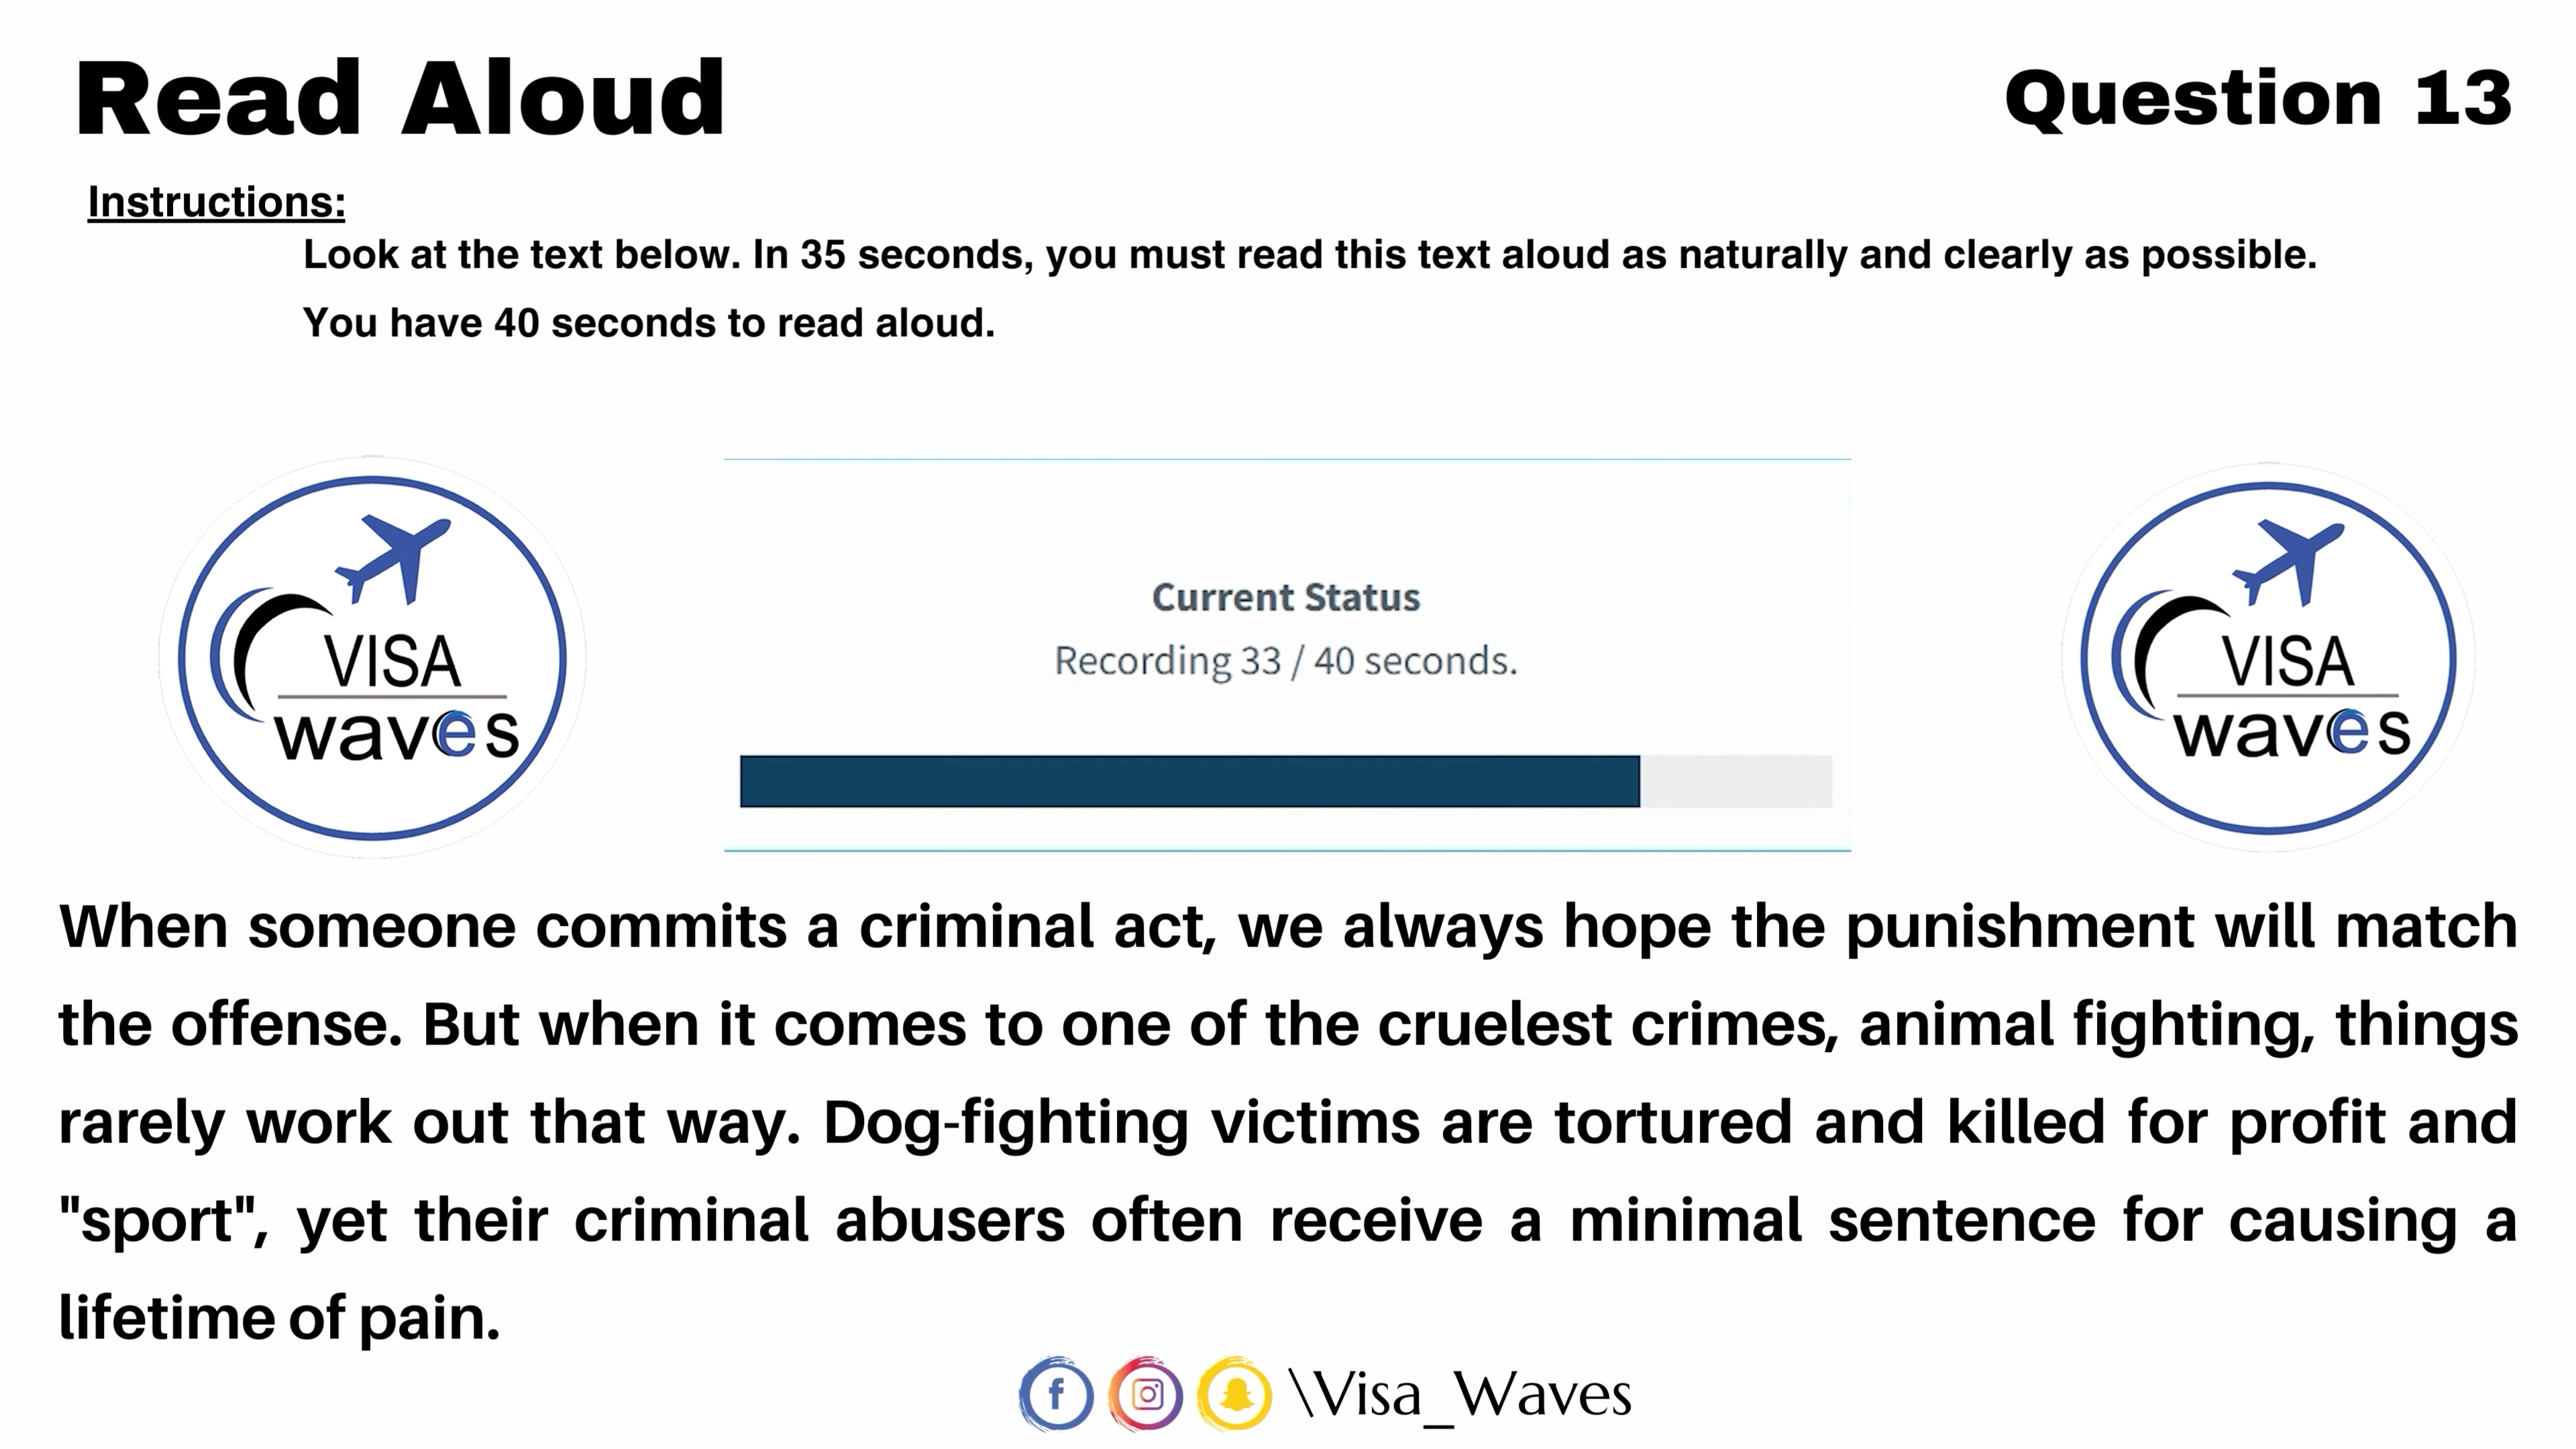 Read Aloud
Question 13
Instructions:
Look at the text below. In 35 seconds, you must read this text aloud as naturally and clearly as possible.
You have 40 seconds to read aloud.
VISA
waves
Current Status
Recording 33 / 40 seconds.
VISA
waves
When someone commits a criminal act, we always hope the punishment will match
the offense. But when it comes to one of the cruelest crimes, animal fighting, things
rarely work out that way. Dog-fighting victims are tortured and killed for profit and
"sport", yet their criminal abusers often receive a minimal sentence for causing a
lifetime of pain.
\Visa_Waves